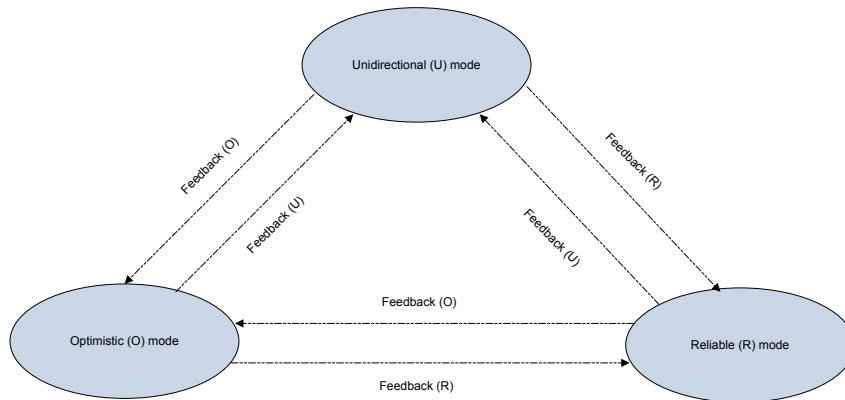 Unidirectional (U) mode
Feedback (O)
Feedback (R)
Feedback (U)
Feedback (U)
Feedback (O)
Optimistic (O) mode
Reliable (R) mode
Feedback (R)